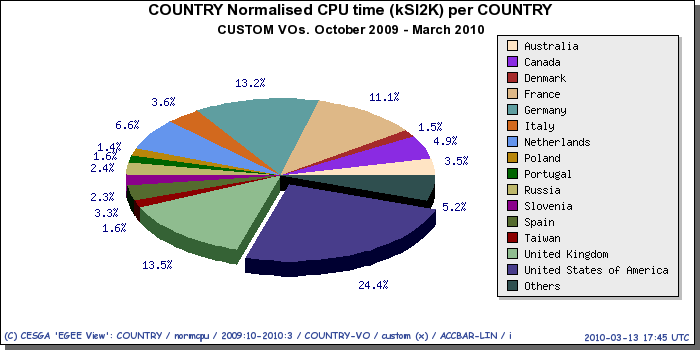 COUNTRY Normalised CPU time (kSI2K) per COUNTRY
CUSTOM VOs. October 2009 - March 2010
13.2%
11.1%
3.6%
1.5%
6.6%
4.9%
1.4%
1.6%
3.5%
2.4%
2.3%
5.2%
3.3%
1.6%
13.5%
24.4%
Australia
Canada
Denmark
France
Germany
Italy
Netherlands
Poland
Portugal
Russia
Slovenia
Spain
Taiwan
United Kingdom
United States of America
Others
(C) CESGA 'EGEE View': COUNTRY / normcpu / 2009:10-2010:3 / COUNTRY-VO / custom (x) / ACCBAR-LIN / i
2010-03-13 17:45 UTC